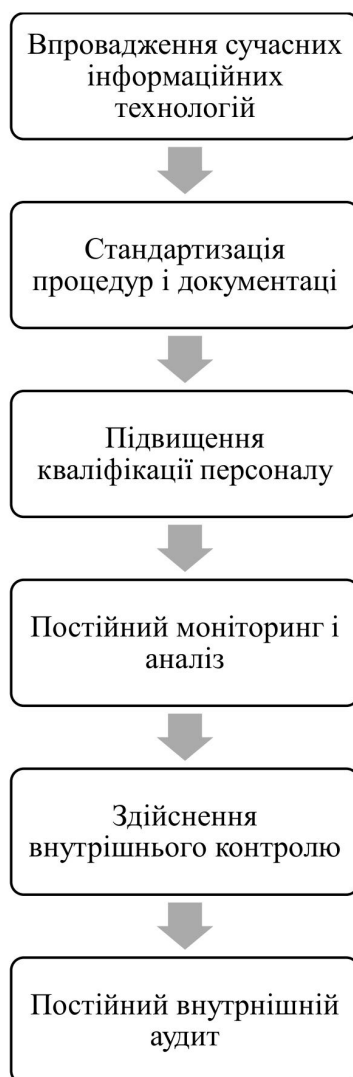 Впровадження сучасних
інформаційних
технологій
Стандартизація
процедур і документаці
Підвищення
кваліфікації персоналу
Постійний моніторинг і
аналіз
Здійснення
внутрішнього контролю
Постійний внутрнішній
аудит